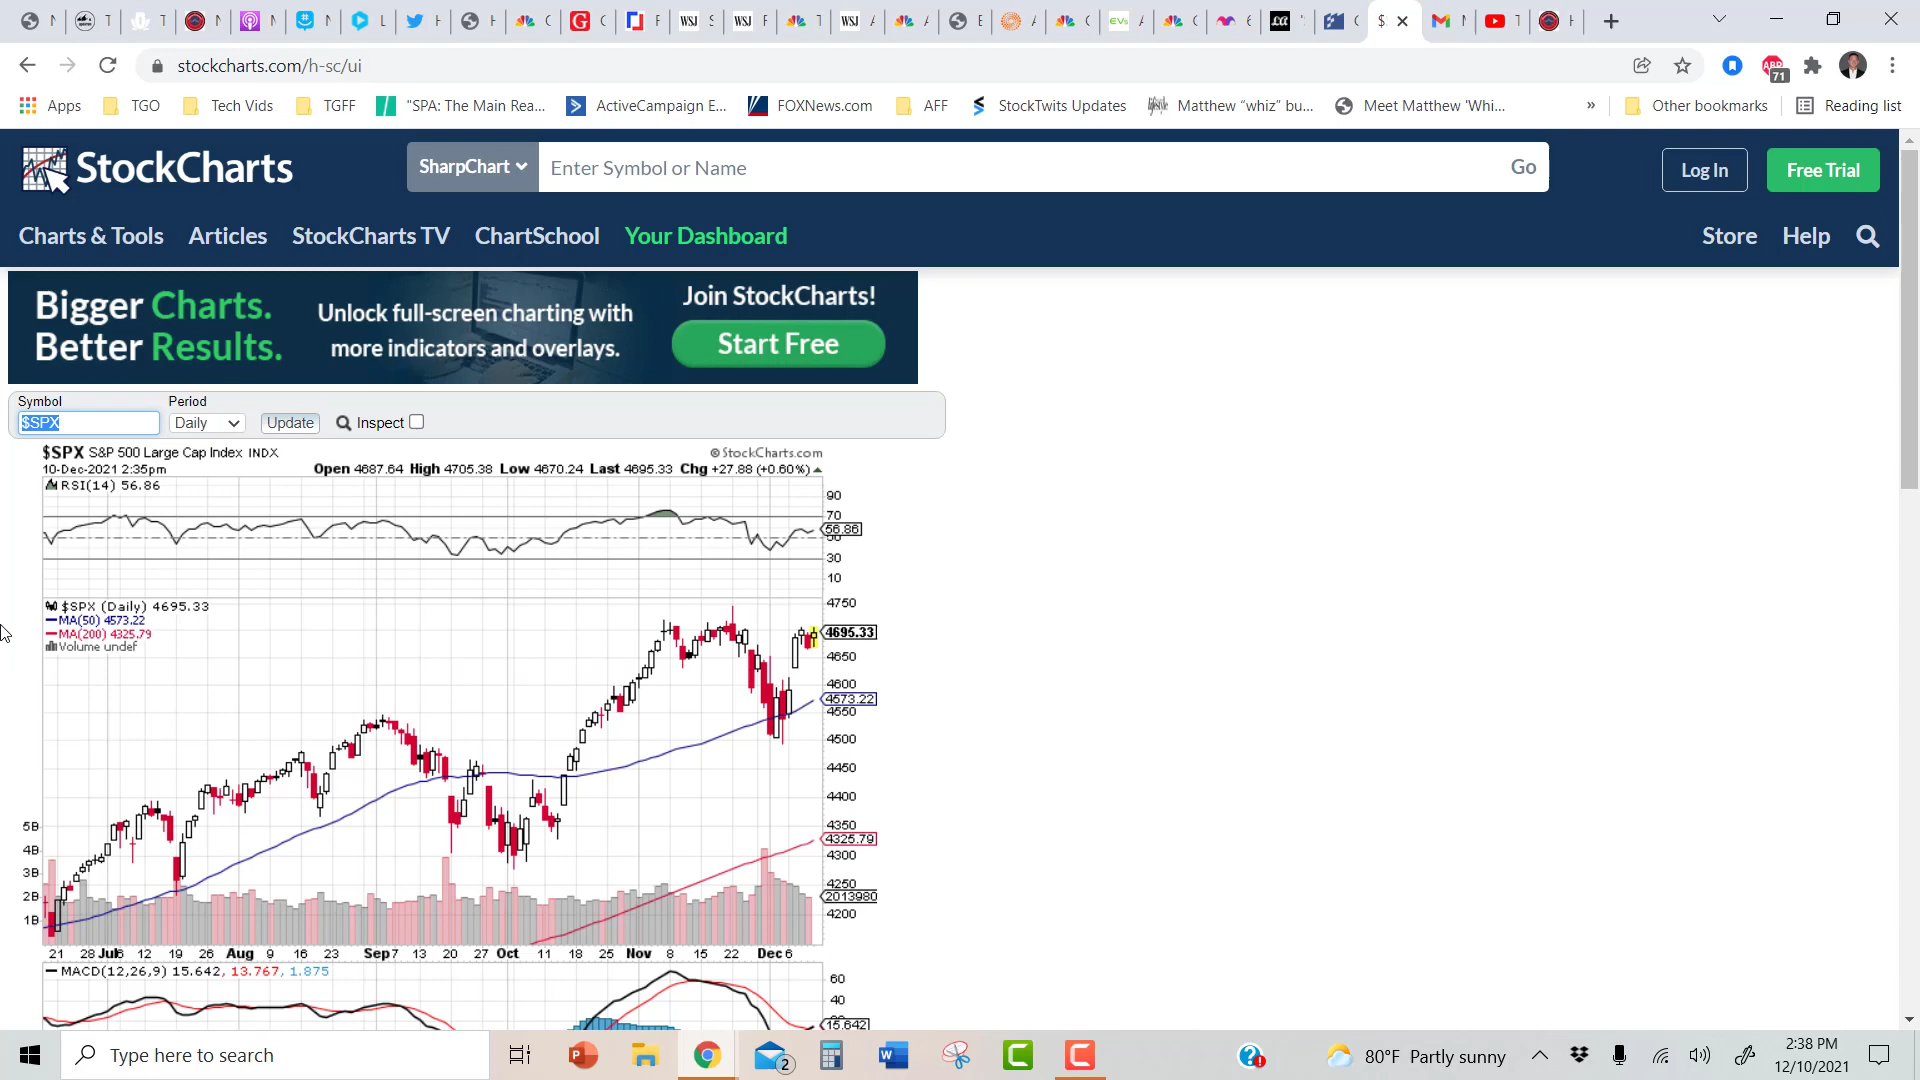 stockcharts.com/h-sc/ui
ABP
71
Apps
TGO
Tech Vids
TGFF
"SPA: The Main Rea...
ActiveCampaign E...
FOXNews.com
AFF
StockTwits Updates
Matthew "whiz" bu...
Meet Matthew 'Whi...
»
Other bookmarks
Reading list
StockCharts
SharpChart
Enter Symbol or Name
Go
Log In
Free Trial
Charts & Tools
Articles
StockCharts TV
ChartSchool
Your Dashboard
Store
Help
Bigger Charts.
Better Results.
Unlock full-screen charting with
more indicators and overlays.
Join StockCharts!
Start Free
Symbol
Period
$SPX
Daily
Update
Inspect
$SPX S&P 500 Large Cap Index INDX
© StockCharts.com
10-Dec-2021 2:35pm
Open 4687.64 High 4705.38 Low 4670.24 Last 4695.33 Chg +27.88 (+0.60%)
RSI(14) 56.86
90
70
56.86
50
30
10
$SPX (Daily) 4695.33
MA(50) 4573.22
MA(200) 4325.79
Volume undef
4750
4695.33
4650
4600
4573.22
4550
4500
4450
4400
4350
4325.79
4300
4250
2013980
4200
5B
4B
3B
2B
1B
21 28 Jul6 12 19 26 Aug 9 16 23 Sep7 13 20 27 Oct 11 18 25 Nov 8 15 22 Dec 6
MACD(12,26,9) 15.642, 13.767, 1.875
60
40
15.642
Type here to search
2
80°F Partly sunny
2:38 PM
12/10/2021